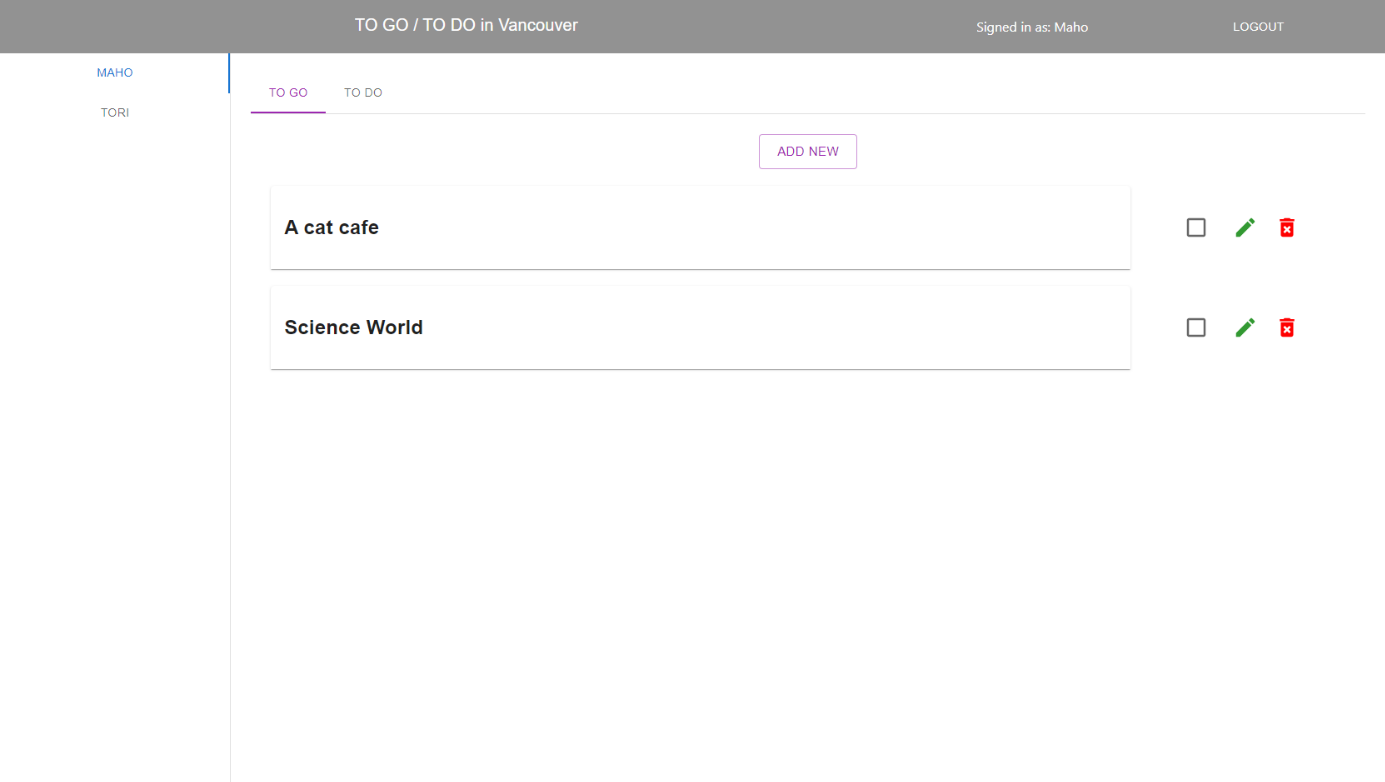 TO GO / TO DO in Vancouver
Signed in as: Maho
LOGOUT
MAHO
TORI
TO GO
TO DO
ADD NEW
A cat cafe
Science World